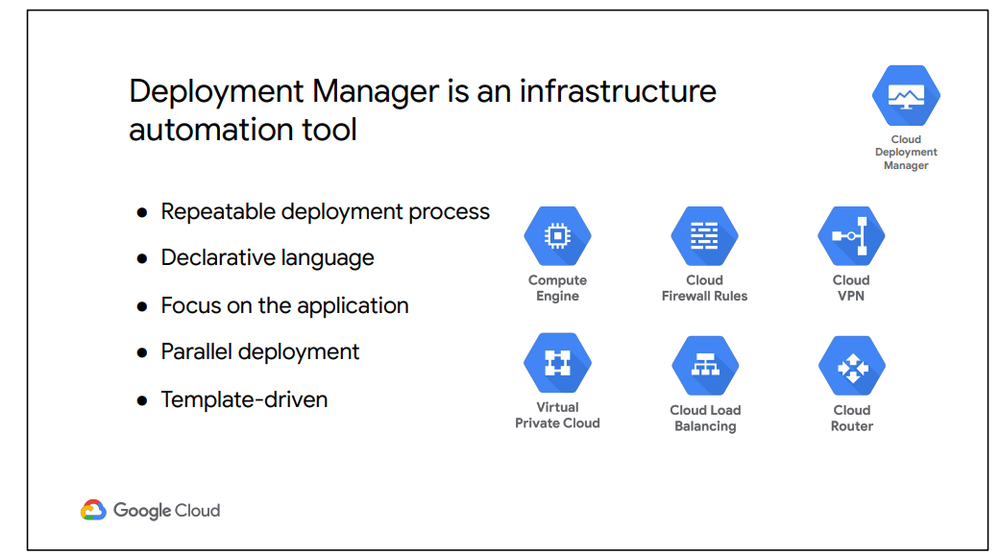 Deployment Manager is an infrastructure
automation tool
Cloud
Deployment
Manager
● Repeatable deployment process
● Declarative language
● Focus on the application
● Parallel deployment
● Template-driven
Compute
Engine
Cloud
Firewall Rules
Cloud
VPN
Virtual
Private Cloud
Cloud Load
Balancing
Cloud
Router
Google Cloud